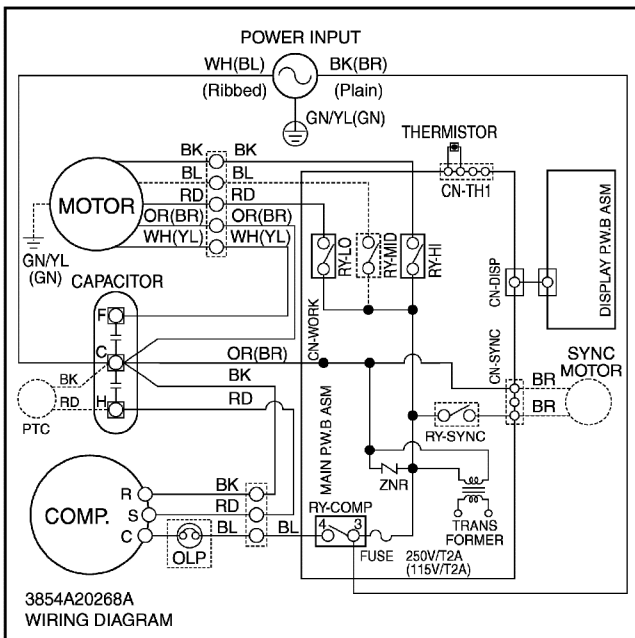 POWER INPUT
WH(BL) BK(BR)
(Ribbed) (Plain)
GN/YL(GN)
THERMISTOR
CN-TH1
BK BK
BL BL
RD RD
OR(BR) OR(BR)
WH(YL) WH(YL)
MOTOR
GN/YL
(GN)
RY-LO
RY-MID
RY-HI
CN-DISP
DISPLAY P.W.B ASM
CAPACITOR
F
C
H
CN-WORK
OR(BR)
BK
RD
BK
RD
PTC
CN-SYNC
SYNC
MOTOR
BR
BR
RY-SYNC
MAIN P.W.B ASM
ZNR
TRANS
FORMER
COMP.
R
S
C
BK
RD
BL BL
OLP
RY-COMP
4 3
FUSE
250V/T2A
(115V/T2A)
3854A20268A
WIRING DIAGRAM